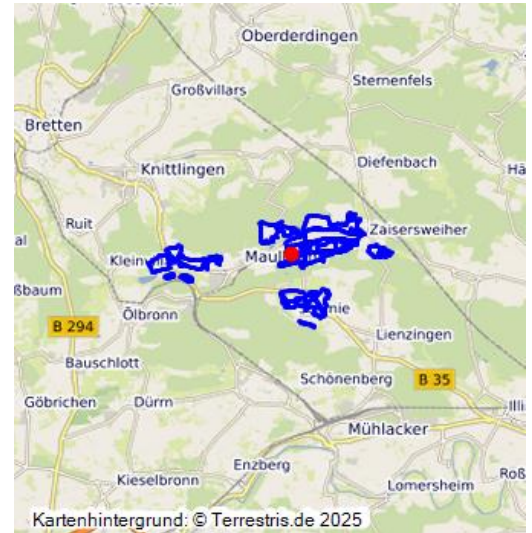 Oberderdingen
Sternenfels
Großvillars
Bretten
Diefenbach
Knittlingen
Ruit
Zaisersweiher
Maul
Ölbronn
B 294
Lienzingen
Bauschlott
Schönenberg
B 35
Göbrichen
Dürrn
Mühlacker
Enzberg
Kieselbronn
Lomersheim
Kartenhintergrund: © Terrestris.de 2025